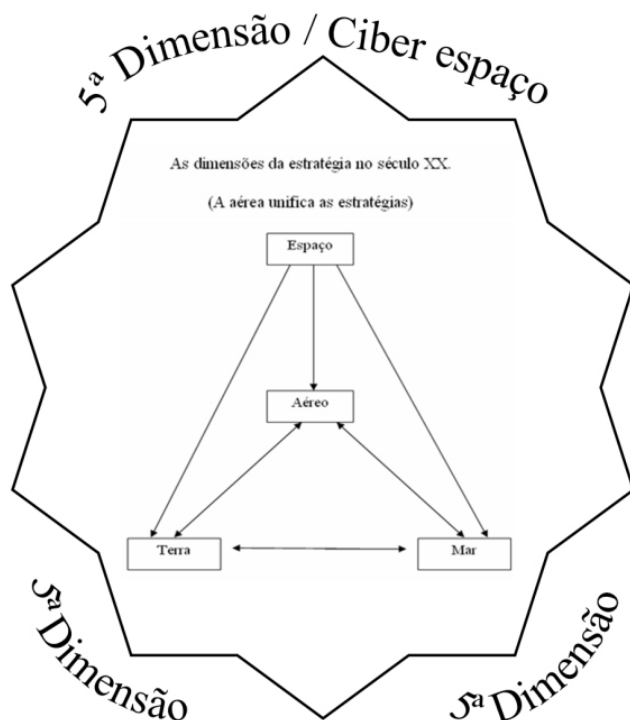 5ª Dimensão / Ciber espaço
As dimensões da estratégia no século XX.
(A aérea unifica as estratégias)
Espaço
Aéreo
Terra
Mar
5ª Dimensão
5ª Dimensão